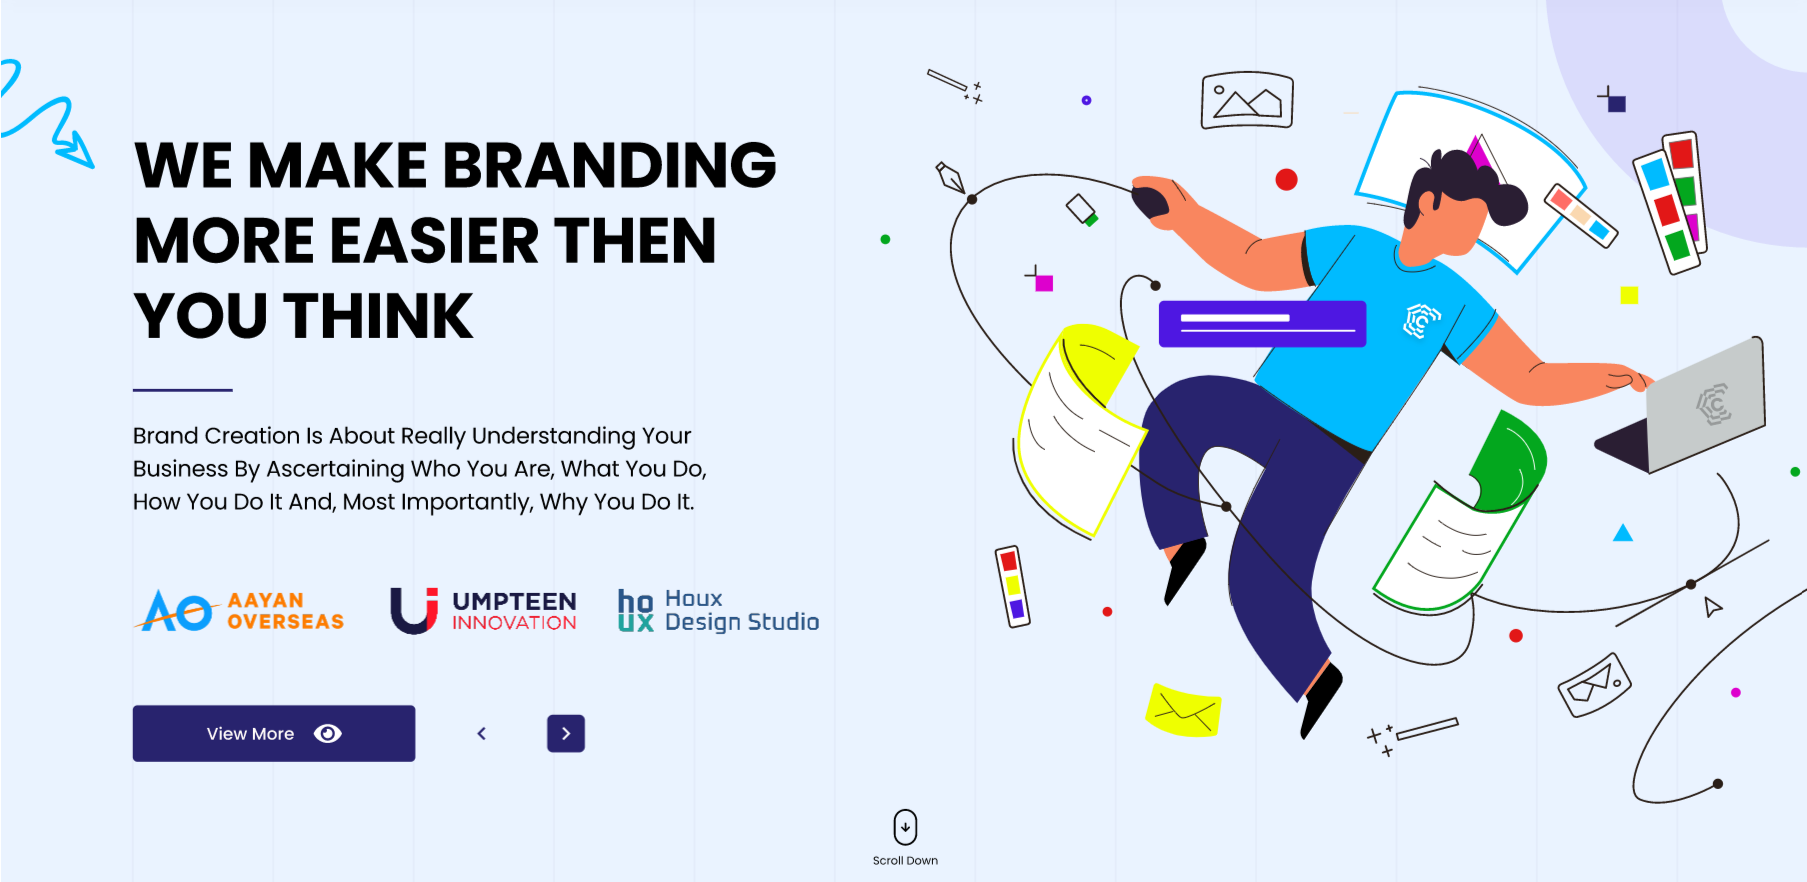 WE MAKE BRANDING
MORE EASIER THEN
YOU THINK
Brand Creation Is About Really Understanding Your
Business By Ascertaining Who You Are, What You Do,
How You Do It And, Most Importantly, Why You Do It.
AO AAYAN
OVERSEAS
UMPTEEN
INNOVATION
ho
ux
Houx
Design Studio
View More
Scroll Down